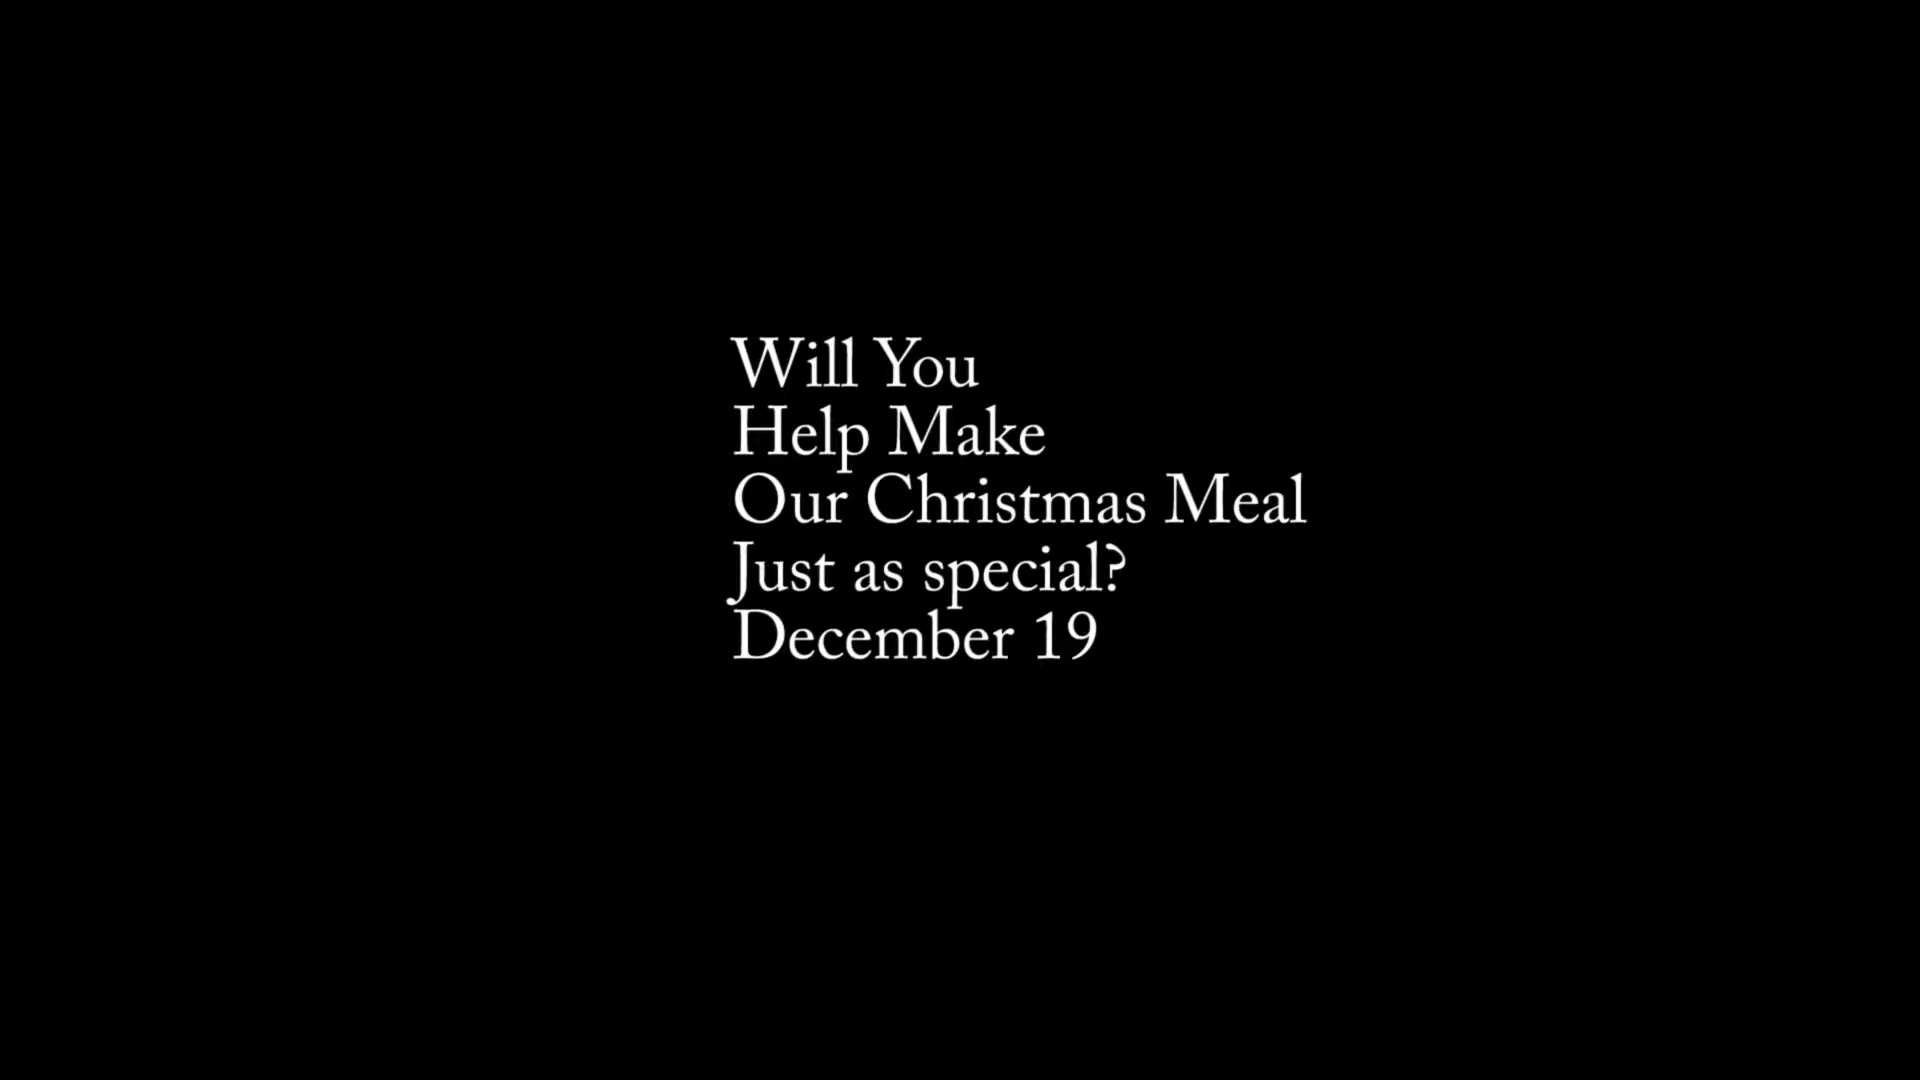 Will You
Help Make
Our Christmas Meal
Just as special?
December 19